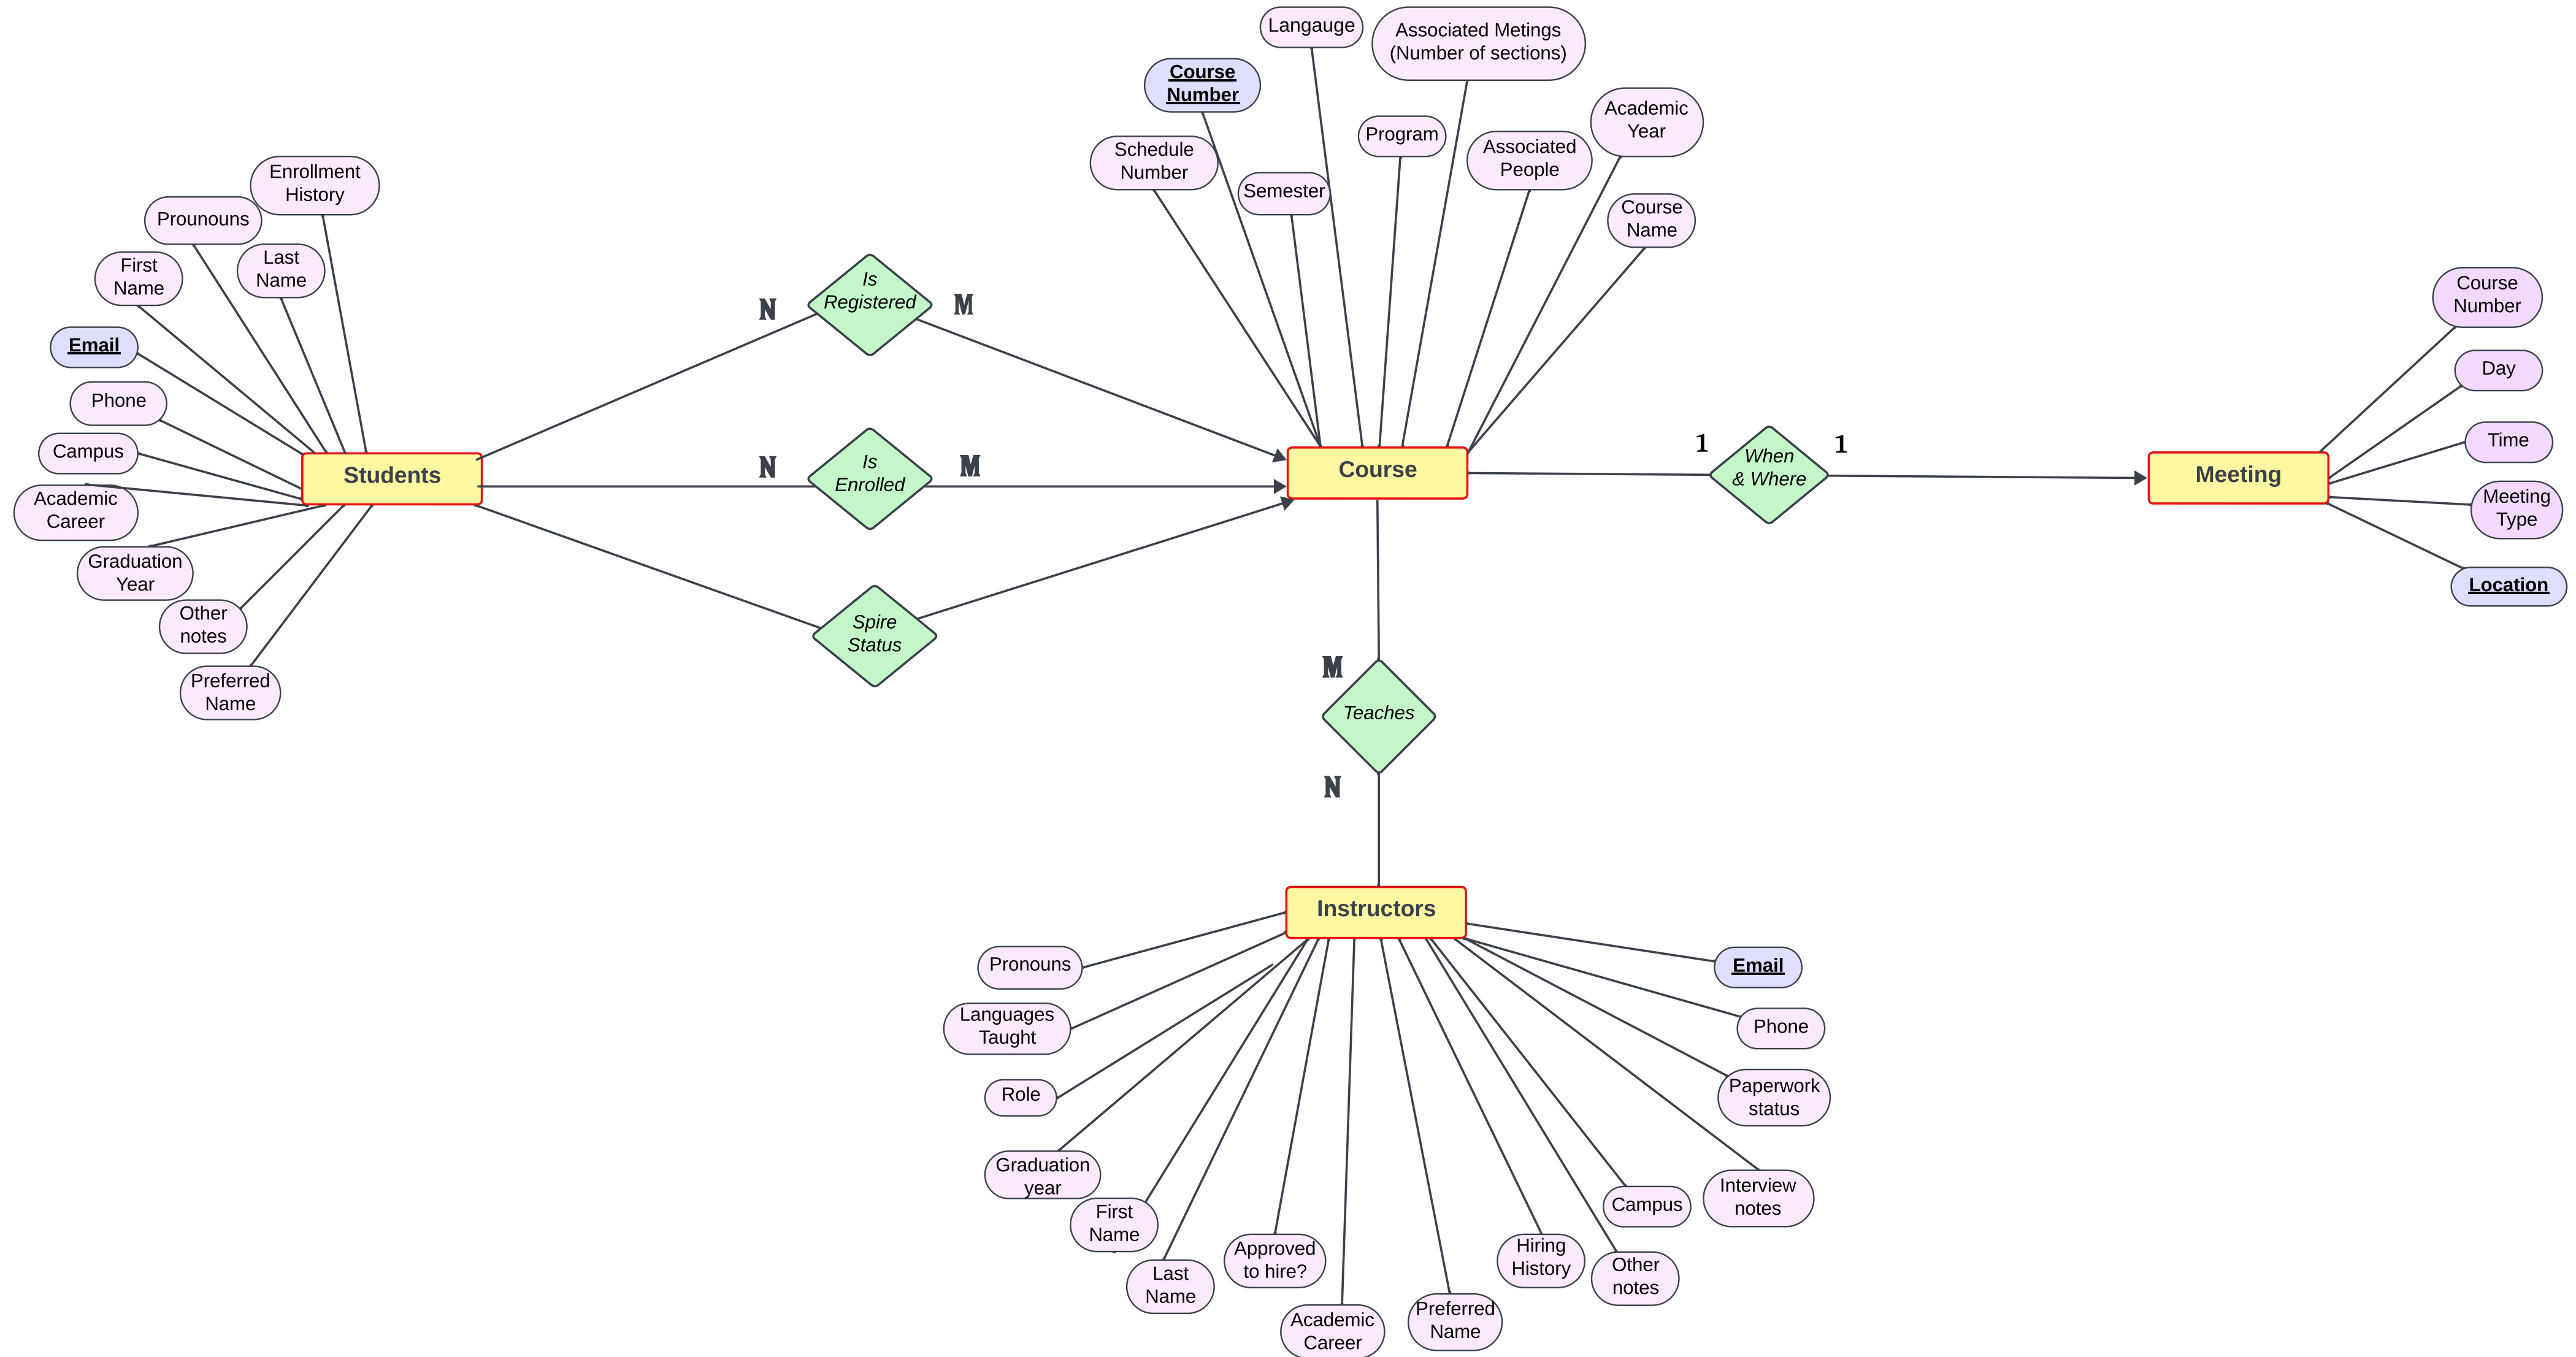 Langauge
Associated Metings
(Number of sections)
Course
Number
Academic
Year
Program
Schedule
Number
Associated
People
Semester
Course
Name
Enrollment
History
Prounouns
First
Name
Last
Name
Email
Phone
Campus
Academic
Career
Graduation
Year
Other
notes
Preferred
Name
Students
N
Is
Registered
M
N
Is
Enrolled
M
Spire
Status
Course
1
When
& Where
1
Meeting
Course
Number
Day
Time
Meeting
Type
Location
M
Teaches
N
Instructors
Pronouns
Languages
Taught
Role
Graduation
year
First
Name
Last
Name
Approved
to hire?
Academic
Career
Preferred
Name
Hiring
History
Other
notes
Campus
Interview
notes
Paperwork
status
Phone
Email